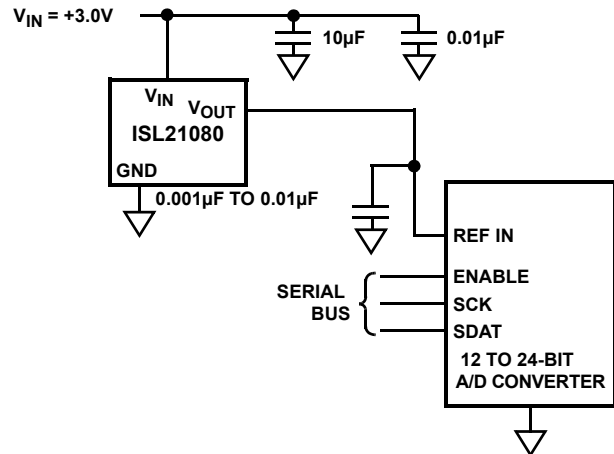 VIN = +3.0V
10µF
0.01µF
VIN
VOUT
ISL21080
GND
0.001µF TO 0.01µF
REF IN
SERIAL
BUS
ENABLE
SCK
SDAT
12 TO 24-BIT
A/D CONVERTER